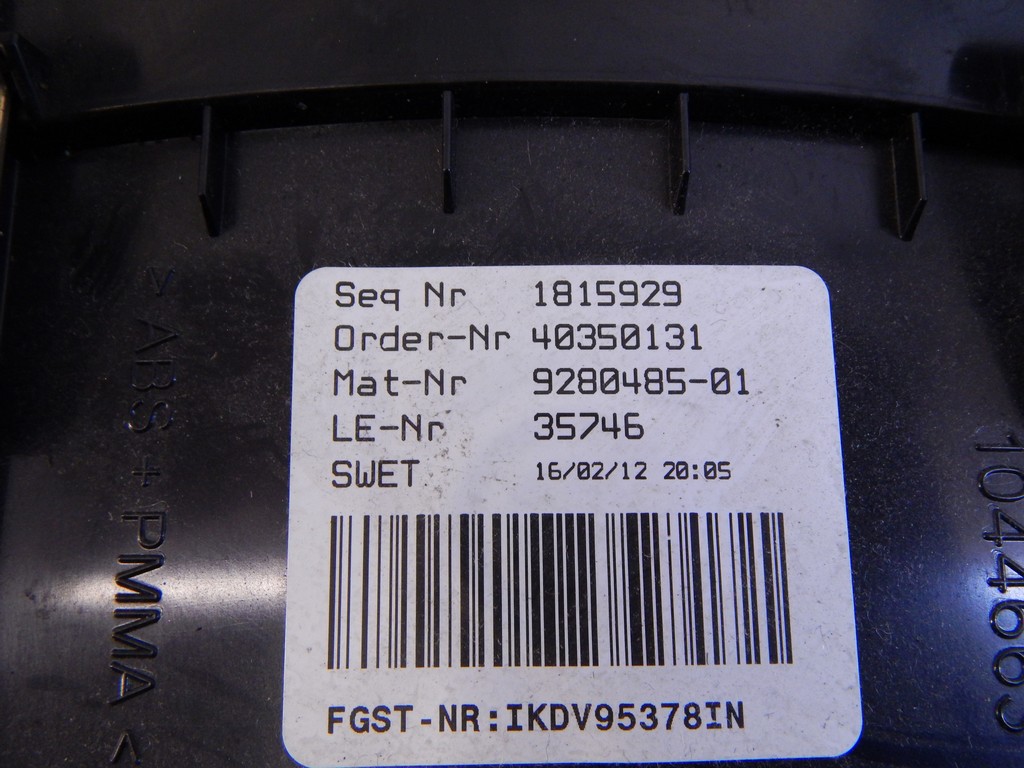 Seq Nr 1815929
Order-Nr 40350131
Mat-Nr 9280485-01
LE-Nr 35746
SWET 16/02/12 20:05
FGST-NR:IKDV95378IN
> ABS + PMMA <